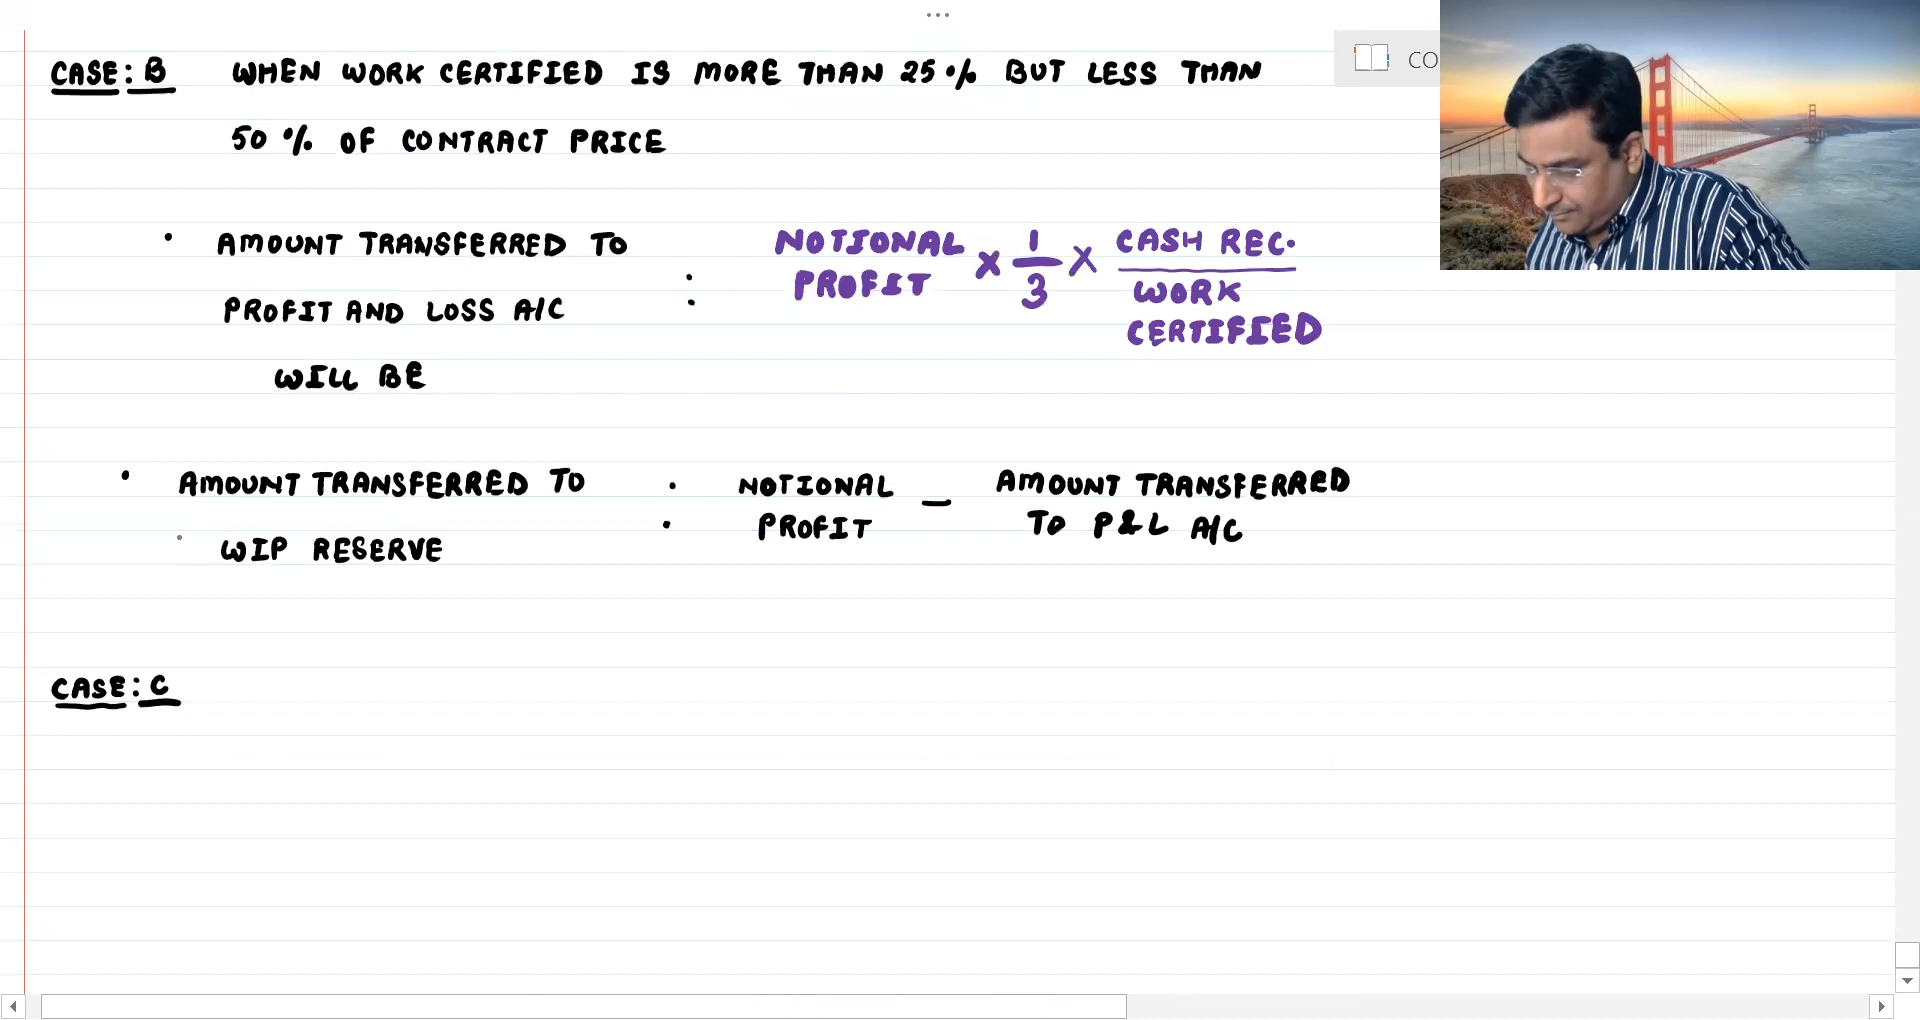 CASE: B WHEN WORK CERTIFIED IS MORE THAN 25% BUT LESS THAN
50% OF CONTRACT PRICE
• AMOUNT TRANSFERRED TO
PROFIT AND LOSS A/C
WILL BE
: NOTIONAL PROFIT × 1/3 × CASH REC. / WORK CERTIFIED
• AMOUNT TRANSFERRED TO
WIP RESERVE
: NOTIONAL PROFIT – AMOUNT TRANSFERRED TO P&L A/C
CASE: C
CO